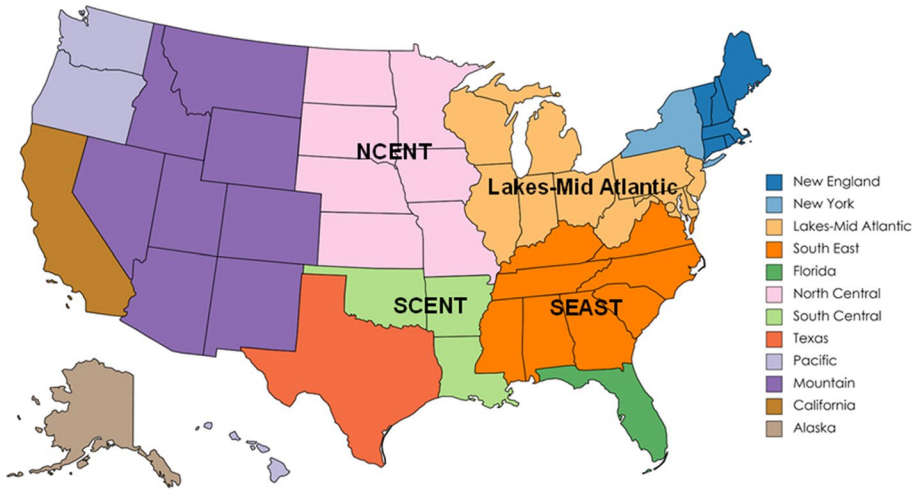 NCENT
Lakes-Mid Atlantic
SCENT
SEAST
New England
New York
Lakes-Mid Atlantic
South East
Florida
North Central
South Central
Texas
Pacific
Mountain
California
Alaska